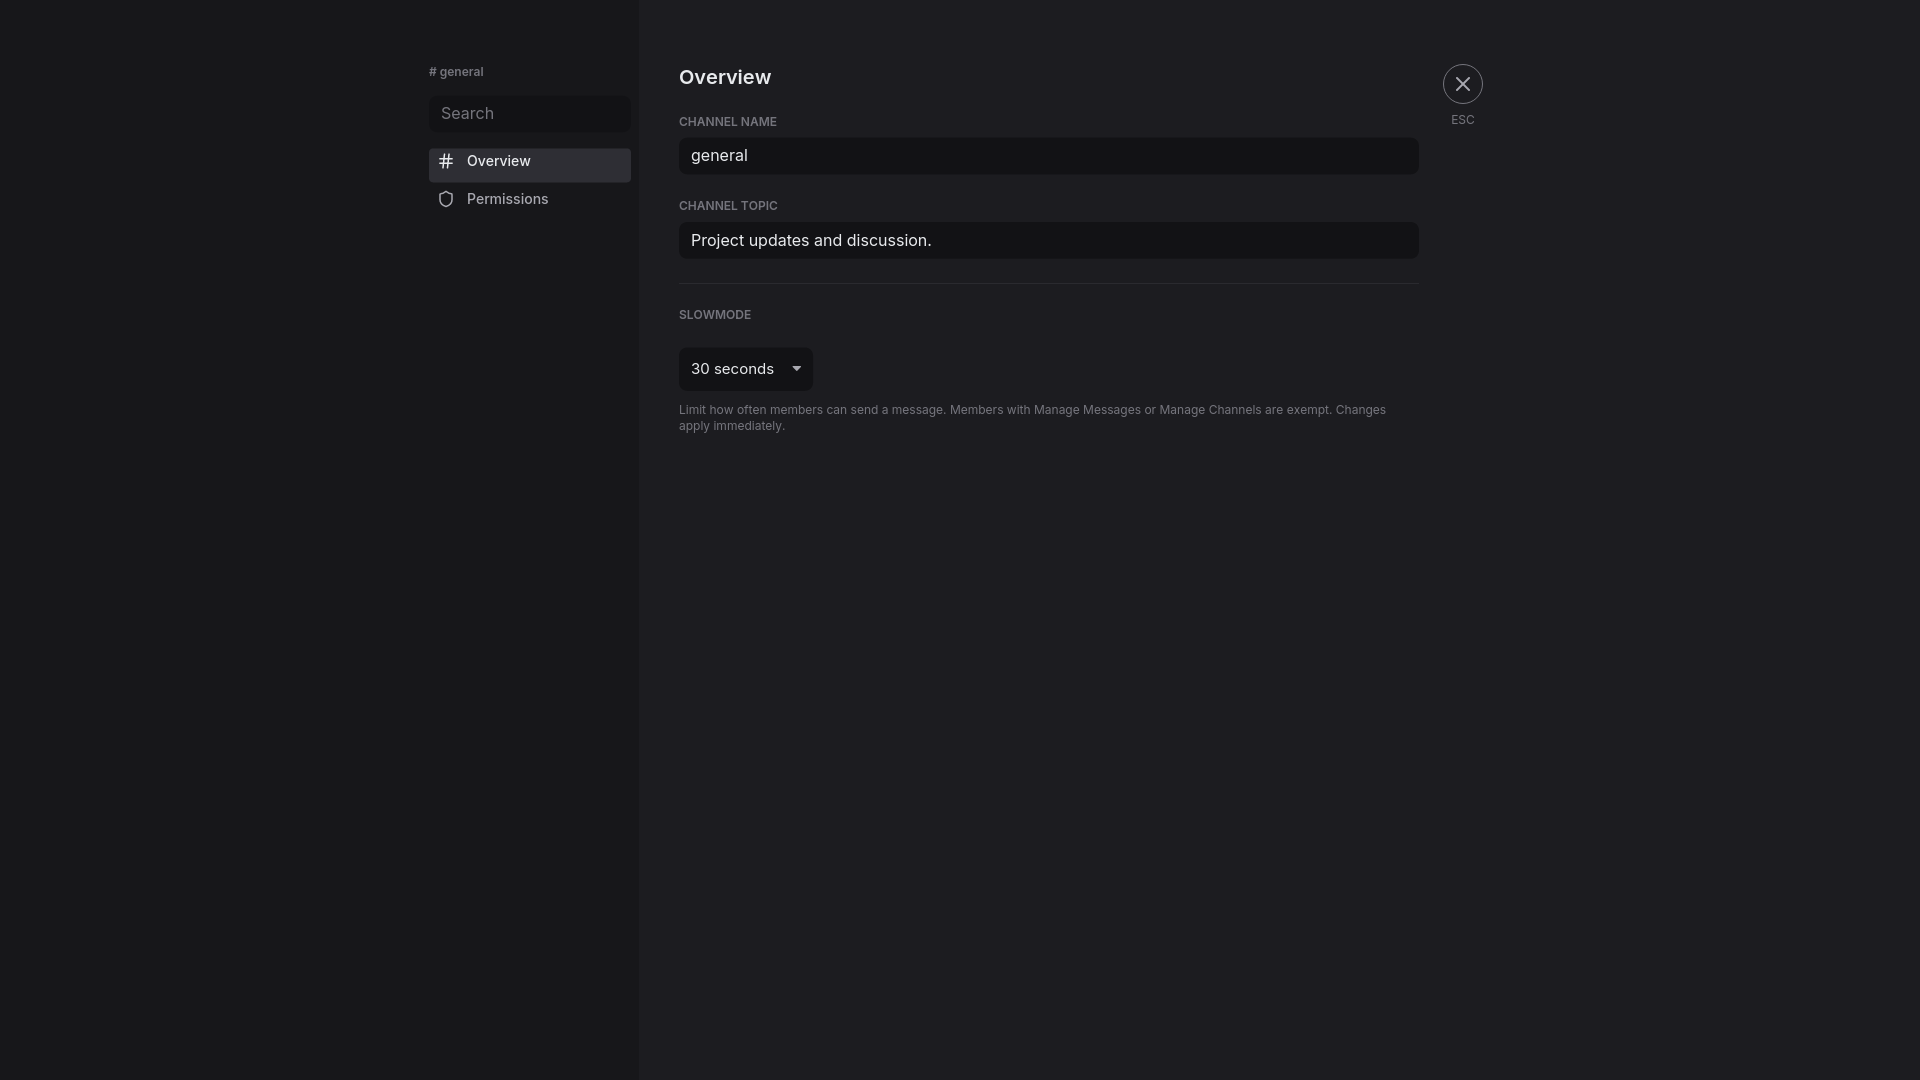 # general
Search
Overview
Permissions
Overview
CHANNEL NAME
general
CHANNEL TOPIC
Project updates and discussion.
SLOWMODE
30 seconds
Limit how often members can send a message. Members with Manage Messages or Manage Channels are exempt. Changes
apply immediately.
ESC